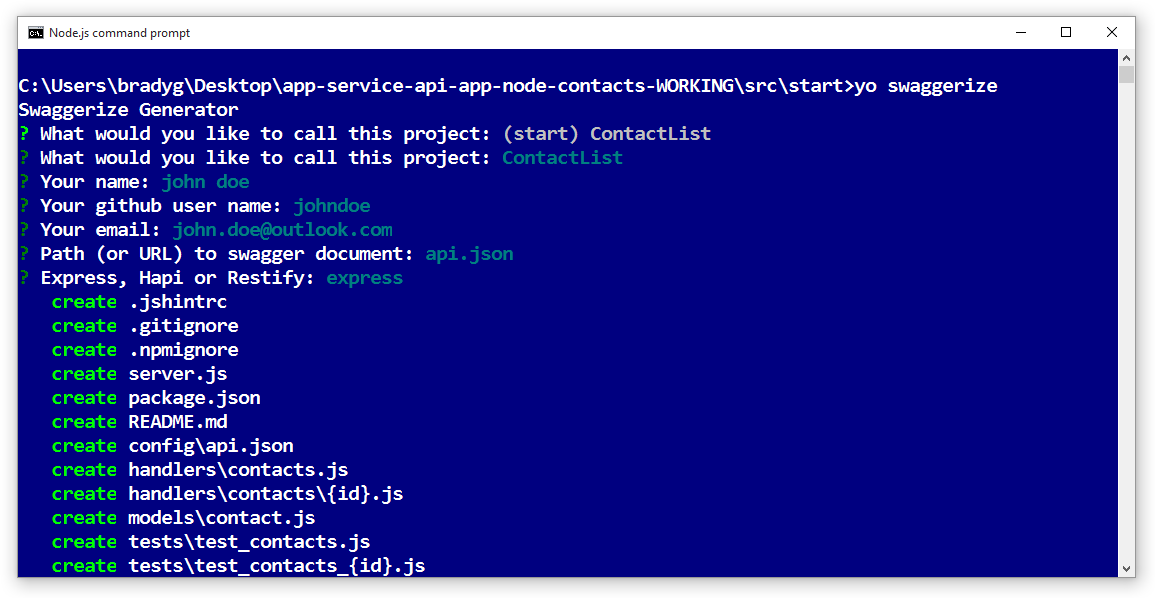 Node.js command prompt
C:\Users\bradyg\Desktop\app-service-api-app-node-contacts-WORKING\src\start>yo swaggerize
Swaggerize Generator
? What would you like to call this project: (start) ContactList
? What would you like to call this project: ContactList
? Your name: john doe
? Your github user name: johndoe
? Your email: john.doe@outlook.com
? Path (or URL) to swagger document: api.json
? Express, Hapi or Restify: express
create .jshintrc
create .gitignore
create .npmignore
create server.js
create package.json
create README.md
create config\api.json
create handlers\contacts.js
create handlers\contacts\{id}.js
create models\contact.js
create tests\test_contacts.js
create tests\test_contacts_{id}.js